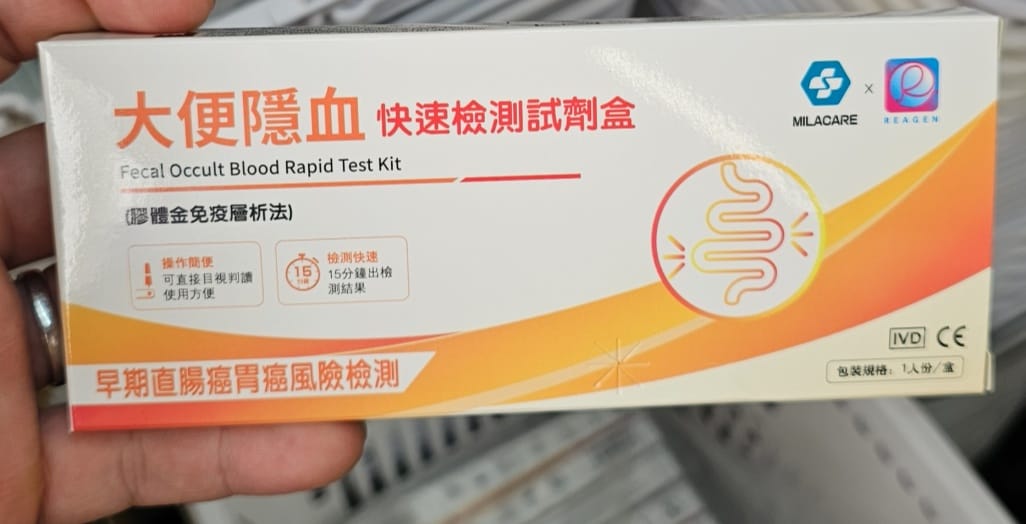 大便隱血 快速檢測試劑盒
Fecal Occult Blood Rapid Test Kit
(膠體金免疫層析法)
MILACARE x REAGEN
操作簡便
可直接目視判讀
使用方便
15
分鐘
檢測快速
15分鐘出檢
測結果
早期直腸癌胃癌風險檢測
IVD CE
包裝規格：1人份/盒